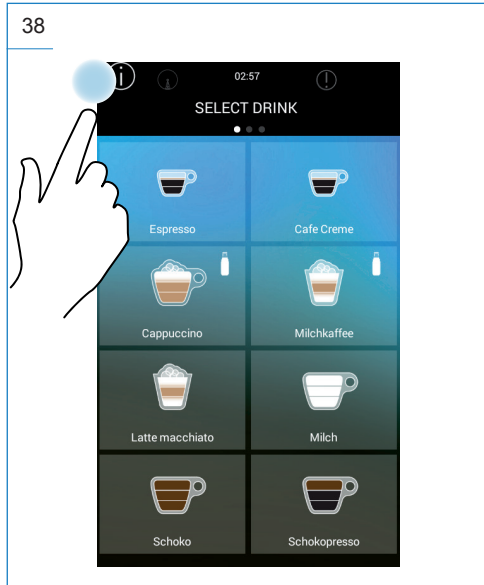 38
02:57
SELECT DRINK
Espresso
Cafe Creme
Cappuccino
Milchkaffee
Latte macchiato
Milch
Schoko
Schokopresso